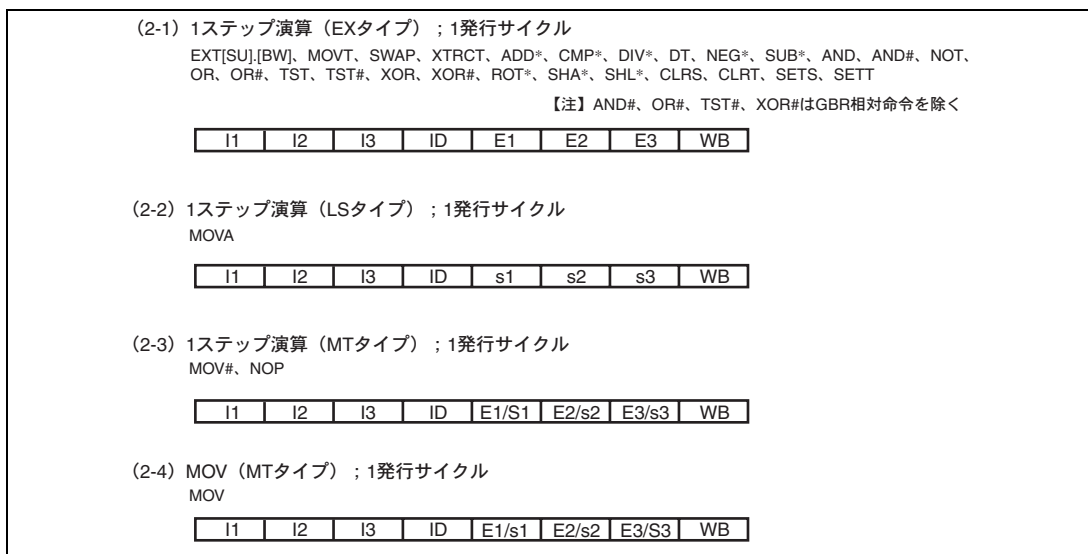 （2-1）1ステップ演算（EXタイプ）；1発行サイクル
EXT[SU].[BW]、MOVT、SWAP、XTRCT、ADD*、CMP*、DIV*、DT、NEG*、SUB*、AND、AND#、NOT、
OR、OR#、TST、TST#、XOR、XOR#、ROT*、SHA*、SHL*、CLRS、CLRT、SETS、SETT
【注】AND#、OR#、TST#、XOR#はGBR相対命令を除く
I1 I2 I3 ID E1 E2 E3 WB
（2-2）1ステップ演算（LSタイプ）；1発行サイクル
MOVA
I1 I2 I3 ID s1 s2 s3 WB
（2-3）1ステップ演算（MTタイプ）；1発行サイクル
MOV#、NOP
I1 I2 I3 ID E1/S1 E2/s2 E3/s3 WB
（2-4）MOV（MTタイプ）；1発行サイクル
MOV
I1 I2 I3 ID E1/s1 E2/s2 E3/S3 WB